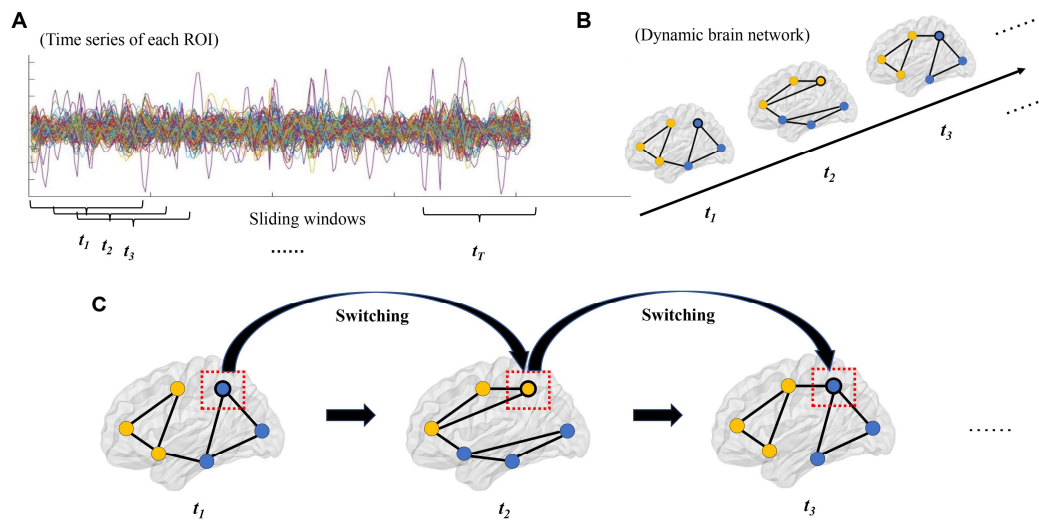 A
(Time series of each ROI)
Sliding windows
t1
t2
t3
......
tT
B
(Dynamic brain network)
......
......
t1
t2
t3
C
Switching
Switching
......
t1
t2
t3